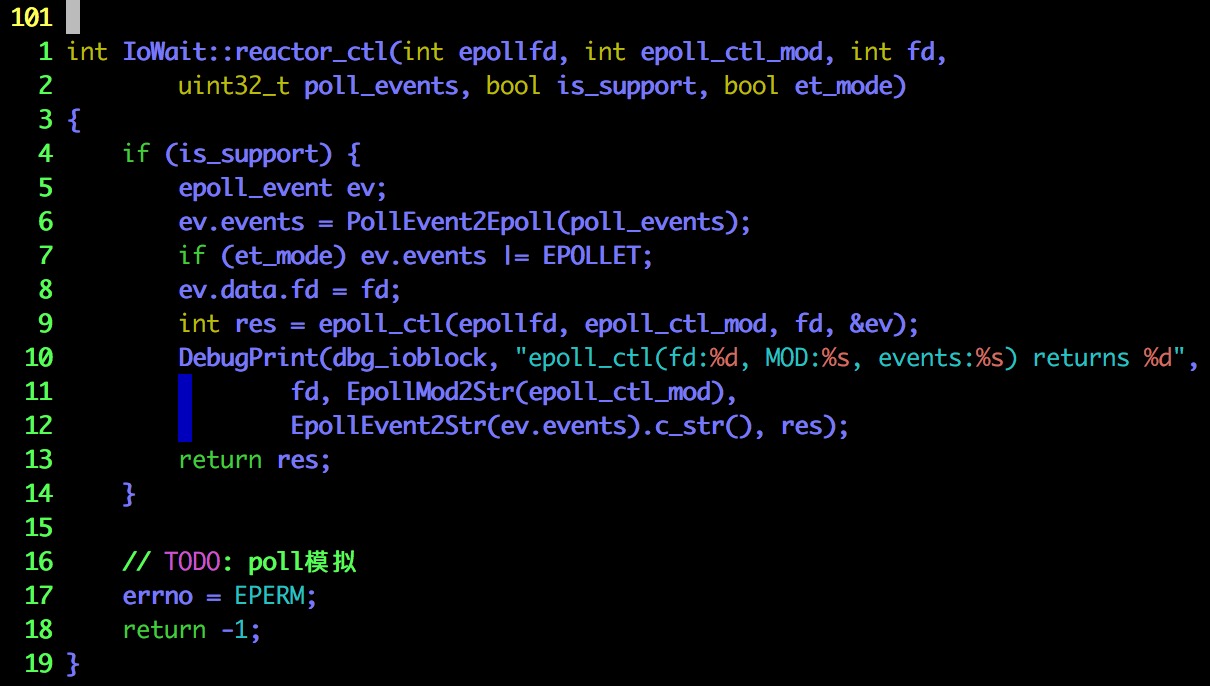 101
1 int IoWait::reactor_ctl(int epollfd, int epoll_ctl_mod, int fd,
2         uint32_t poll_events, bool is_support, bool et_mode)
3 {
4     if (is_support) {
5         epoll_event ev;
6         ev.events = PollEvent2Epoll(poll_events);
7         if (et_mode) ev.events |= EPOLLET;
8         ev.data.fd = fd;
9         int res = epoll_ctl(epollfd, epoll_ctl_mod, fd, &ev);
10         DebugPrint(dbg_ioblock, "epoll_ctl(fd:%d, MOD:%s, events:%s) returns %d",
11                 fd, EpollMod2Str(epoll_ctl_mod),
12                 EpollEvent2Str(ev.events).c_str(), res);
13         return res;
14     }
15
16     // TODO: poll模拟
17     errno = EPERM;
18     return -1;
19 }